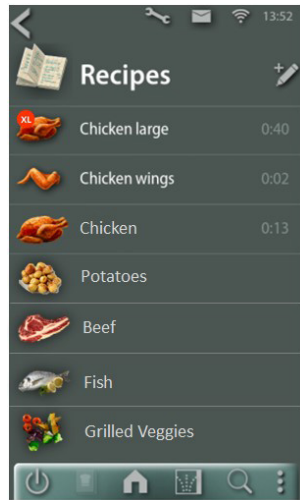 13:52
Recipes
XL
Chicken large 0:40
Chicken wings 0:02
Chicken 0:13
Potatoes
Beef
Fish
Grilled Veggies